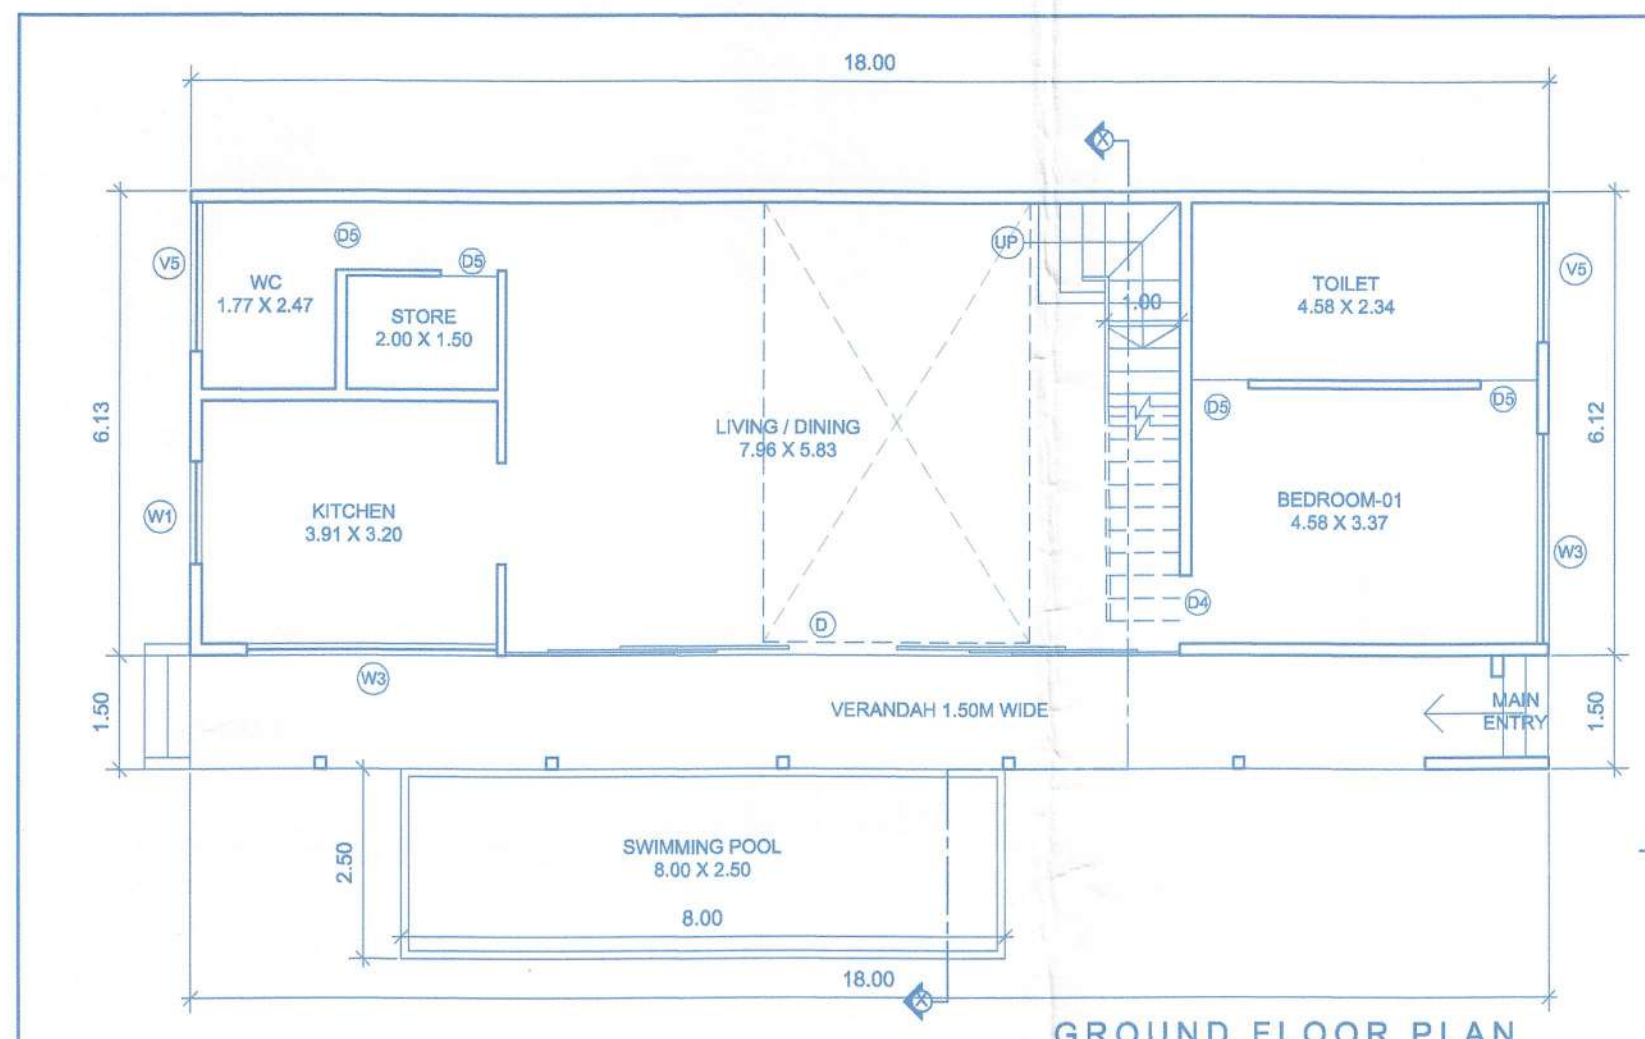 18.00
X
D5
D5
UP
V5
V5
WC
1.77 X 2.47
STORE
2.00 X 1.50
TOILET
4.58 X 2.34
1.00
6.13
6.12
LIVING / DINING
7.96 X 5.83
D5
D5
KITCHEN
3.91 X 3.20
BEDROOM-01
4.58 X 3.37
W1
W3
D4
D
W3
1.50
VERANDAH 1.50M WIDE
MAIN
ENTRY
1.50
SWIMMING POOL
8.00 X 2.50
2.50
8.00
18.00
X
GROUND FLOOR PLAN